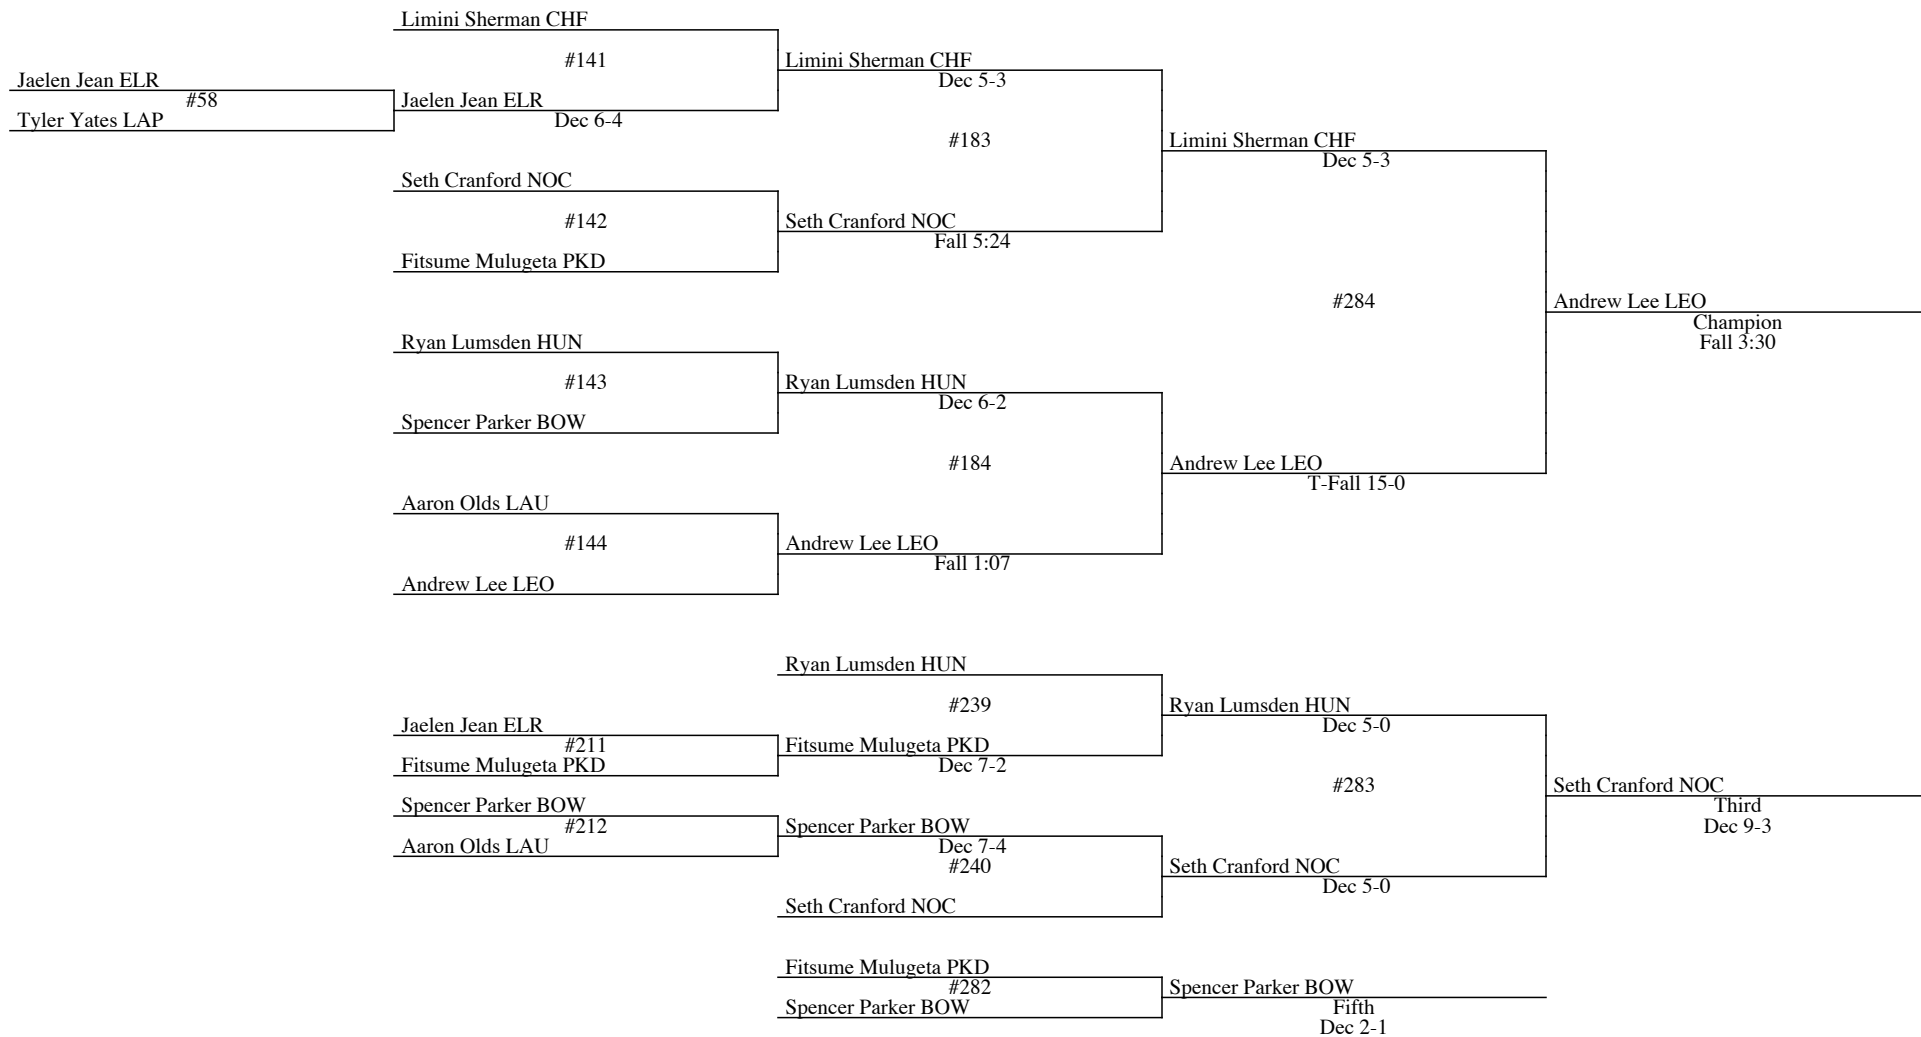 Limini Sherman CHF
#141
Limini Sherman CHF
Dec 5-3
Jaelen Jean ELR
#58
Tyler Yates LAP
Jaelen Jean ELR
Dec 6-4
#183
Limini Sherman CHF
Dec 5-3
Seth Cranford NOC
#142
Seth Cranford NOC
Fall 5:24
Fitsume Mulugeta PKD
#284
Andrew Lee LEO
Champion
Fall 3:30
Ryan Lumsden HUN
#143
Ryan Lumsden HUN
Dec 6-2
Spencer Parker BOW
#184
Andrew Lee LEO
T-Fall 15-0
Aaron Olds LAU
#144
Andrew Lee LEO
Fall 1:07
Andrew Lee LEO
Ryan Lumsden HUN
#239
Ryan Lumsden HUN
Dec 5-0
Jaelen Jean ELR
#211
Fitsume Mulugeta PKD
Fitsume Mulugeta PKD
Dec 7-2
#283
Seth Cranford NOC
Third
Dec 9-3
Spencer Parker BOW
#212
Aaron Olds LAU
Spencer Parker BOW
Dec 7-4
#240
Seth Cranford NOC
Dec 5-0
Seth Cranford NOC
Fitsume Mulugeta PKD
#282
Spencer Parker BOW
Spencer Parker BOW
Fifth
Dec 2-1